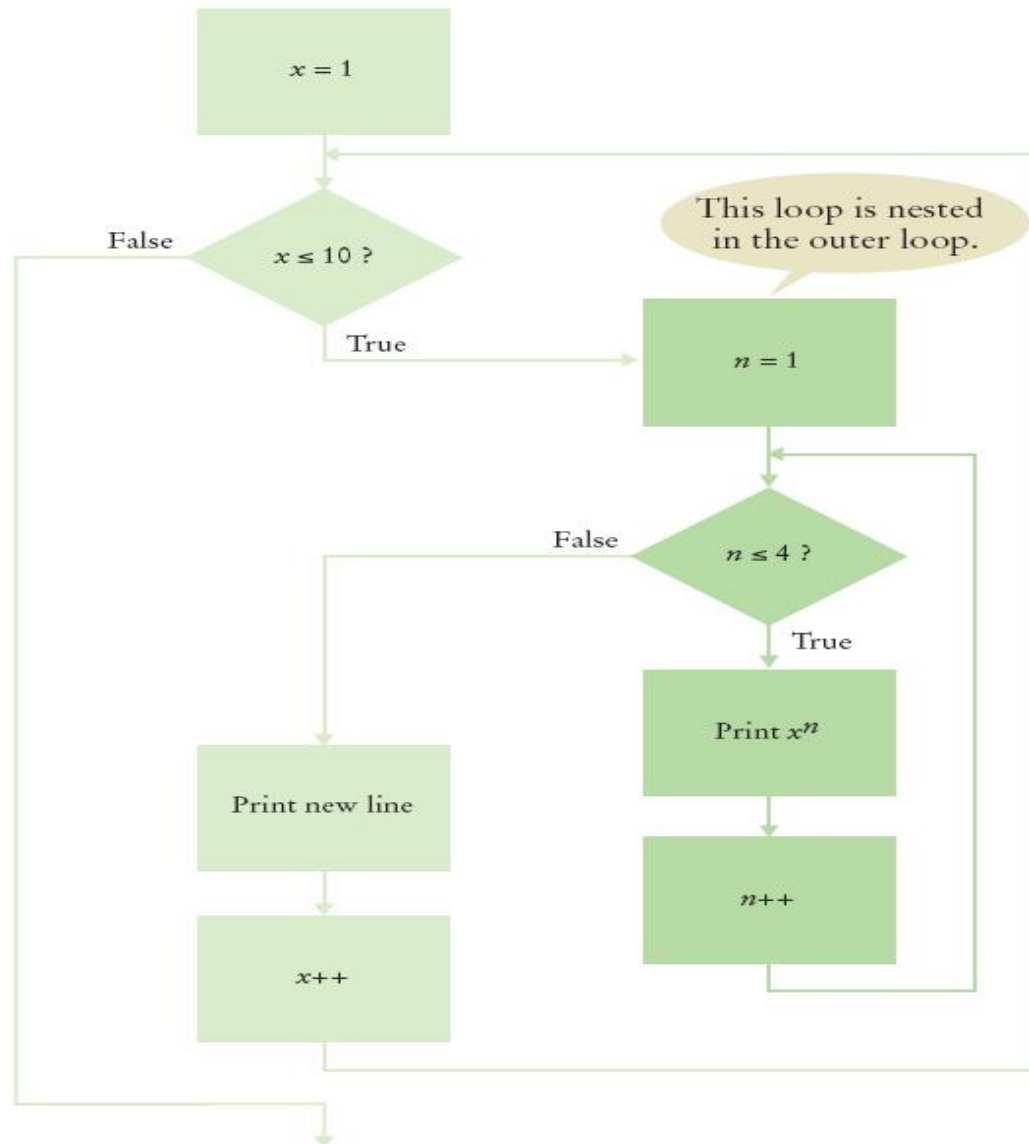 x = 1
This loop is nested
in the outer loop.
False
x ≤ 10 ?
True
n = 1
False
n ≤ 4 ?
True
Print xⁿ
n++
Print new line
x++